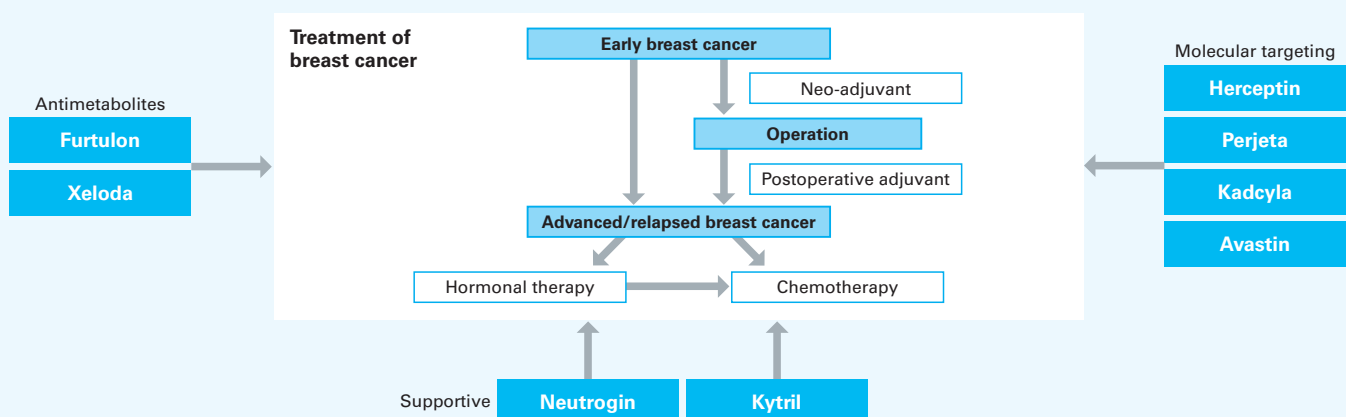 Treatment of
breast cancer
Early breast cancer
Neo-adjuvant
Operation
Postoperative adjuvant
Advanced/relapsed breast cancer
Hormonal therapy
Chemotherapy
Antimetabolites
Furtulon
Xeloda
Molecular targeting
Herceptin
Perjeta
Kadcyla
Avastin
Supportive
Neutrogin
Kytril